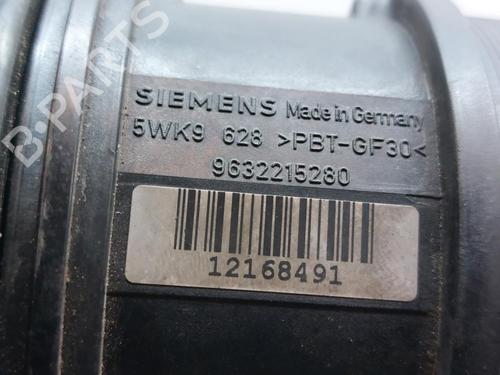 SIEMENS Made in Germany
5WK9 628 >PBT-GF30<
9632215280
12168491
B-PARTS